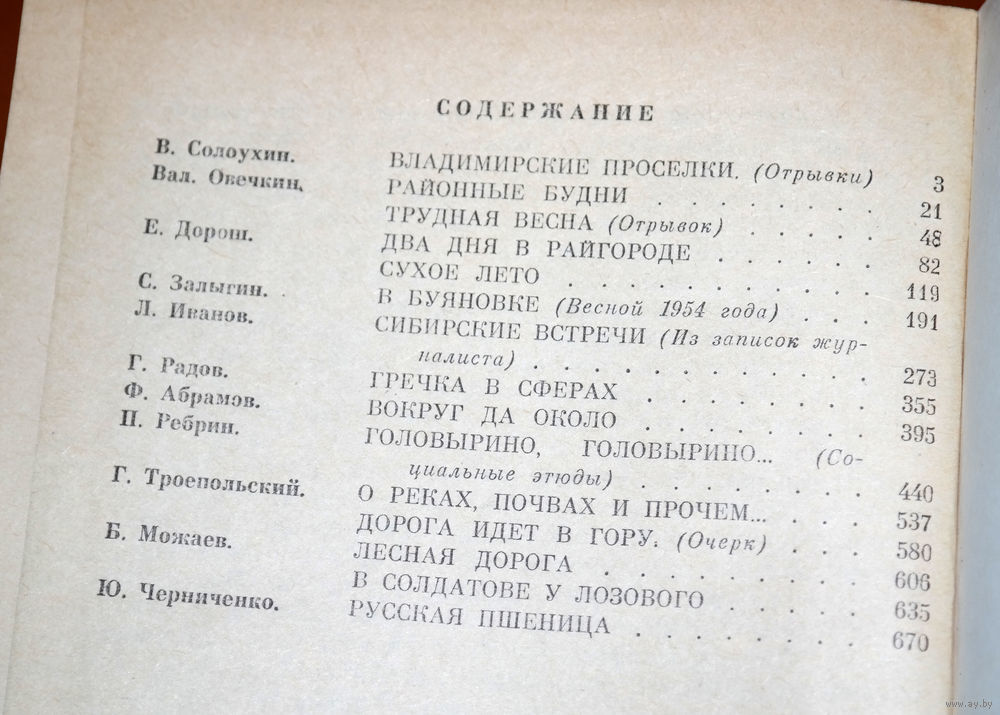 СОДЕРЖАНИЕ
В. Солоухин. ВЛАДИМИРСКИЕ ПРОСЕЛКИ. (Отрывки) 3
Вал. Овечкин. РАЙОННЫЕ БУДНИ . . . . . . . 21
ТРУДНАЯ ВЕСНА (Отрывок) . . . . . 48
Е. Дорош. ДВА ДНЯ В РАЙГОРОДЕ . . . . . 82
СУХОЕ ЛЕТО . . . . . . . . . 119
С. Залыгин. В БУЯНОВКЕ (Весной 1954 года) . . . 191
Л. Иванов. СИБИРСКИЕ ВСТРЕЧИ (Из записок жур-
налиста) . . . . . . . . . . 273
Г. Радов. ГРЕЧКА В СФЕРАХ . . . . . . . 355
Ф. Абрамов. ВОКРУГ ДА ОКОЛО . . . . . . . 395
П. Ребрин. ГОЛОВЫРИНО, ГОЛОВЫРИНО... (Со-
циальные этюды) . . . . . . . 440
Г. Троепольский. О РЕКАХ, ПОЧВАХ И ПРОЧЕМ... . . . 537
ДОРОГА ИДЕТ В ГОРУ. (Очерк) . . . 580
Б. Можаев. ЛЕСНАЯ ДОРОГА . . . . . . . . 606
В СОЛДАТОВЕ У ЛОЗОВОГО . . . . 635
Ю. Черниченко. РУССКАЯ ПШЕНИЦА . . . . . . . 670
www.ay.by